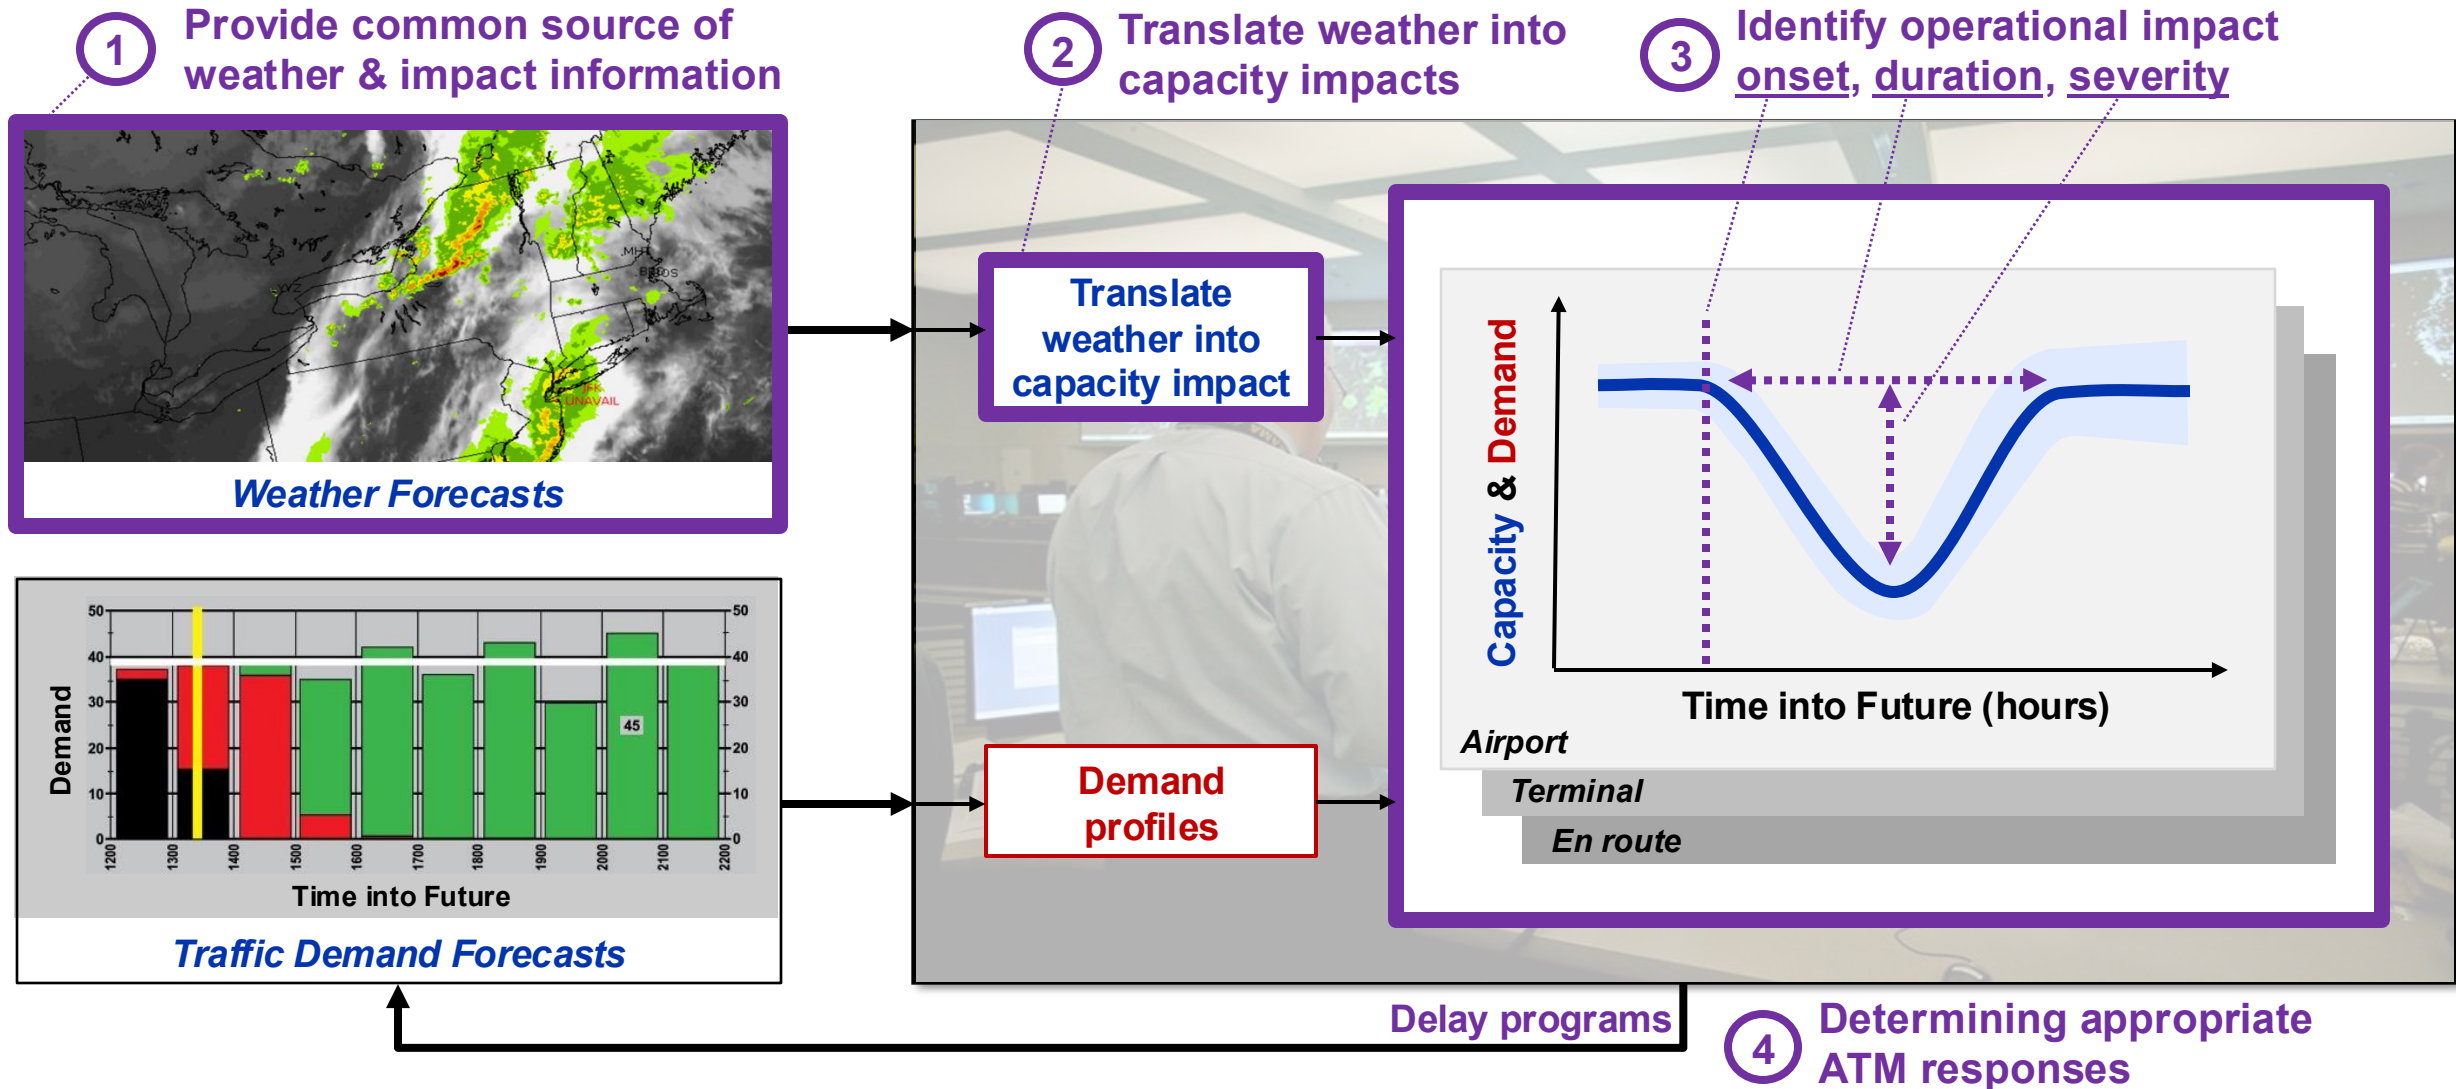 1
Provide common source of
weather & impact information
2
Translate weather into
capacity impacts
3
Identify operational impact
onset, duration, severity
YYZ
.MHT
JFK
UNAVAIL
Weather Forecasts
Translate
weather into
capacity impact
Capacity & Demand
Time into Future (hours)
Airport
Terminal
En route
Demand
profiles
Demand
50
40
30
20
10
0
50
40
30
20
10
0
45
1200
1300
1400
1500
1600
1700
1800
1900
2000
2100
2200
Time into Future
Traffic Demand Forecasts
Delay programs
4
Determining appropriate
ATM responses